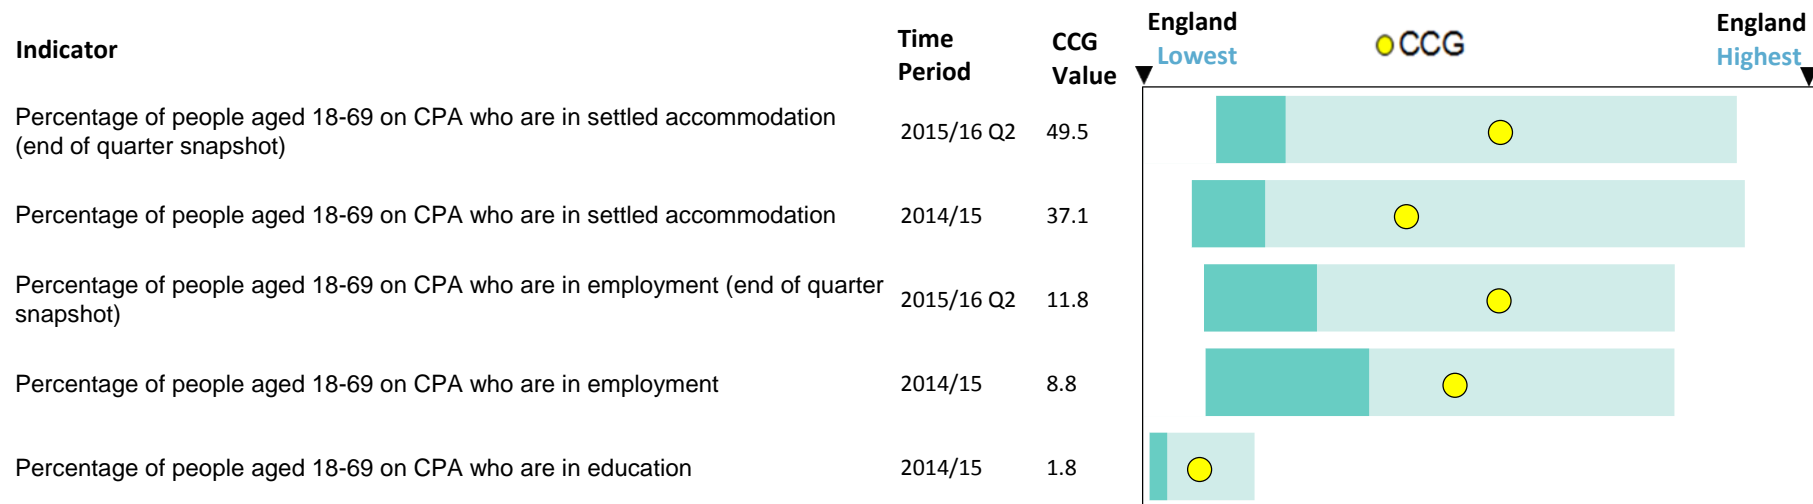 Indicator
Time
Period
CCG
Value
England
Lowest
CCG
England
Highest
Percentage of people aged 18-69 on CPA who are in settled accommodation
(end of quarter snapshot)
2015/16 Q2
49.5
Percentage of people aged 18-69 on CPA who are in settled accommodation
2014/15
37.1
Percentage of people aged 18-69 on CPA who are in employment (end of quarter
snapshot)
2015/16 Q2
11.8
Percentage of people aged 18-69 on CPA who are in employment
2014/15
8.8
Percentage of people aged 18-69 on CPA who are in education
2014/15
1.8